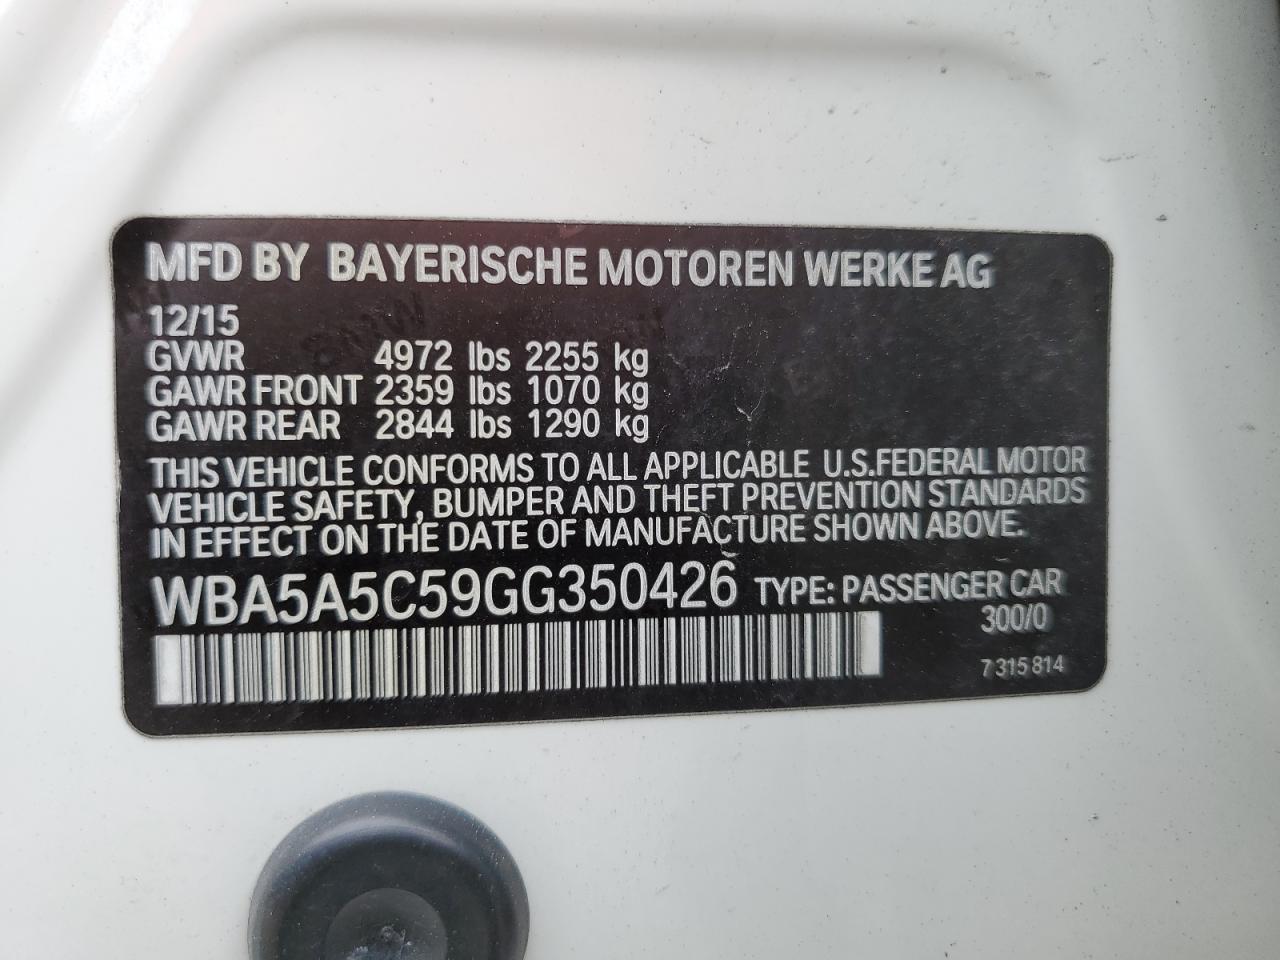 MFD BY BAYERISCHE MOTOREN WERKE AG
12/15
GVWR 4972 lbs 2255 kg
GAWR FRONT 2359 lbs 1070 kg
GAWR REAR 2844 lbs 1290 kg
THIS VEHICLE CONFORMS TO ALL APPLICABLE U.S.FEDERAL MOTOR
VEHICLE SAFETY, BUMPER AND THEFT PREVENTION STANDARDS
IN EFFECT ON THE DATE OF MANUFACTURE SHOWN ABOVE.
WBA5A5C59GG350426 TYPE: PASSENGER CAR
300/0
7 315 814